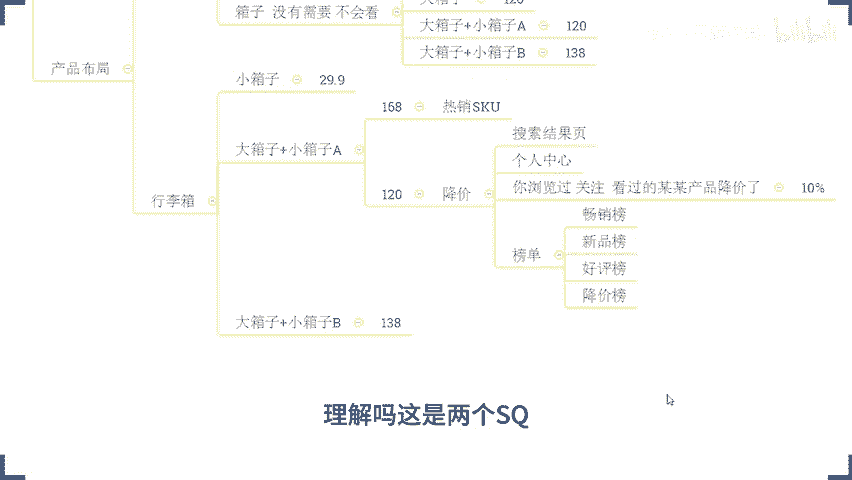 箱子 没有需要 不会看
大箱子+小箱子A 120
大箱子+小箱子B 138
产品布局
小箱子 29.9
168 热销SKU
大箱子+小箱子A
搜索结果页
个人中心
行李箱
120 降价
你浏览过 关注 看过的某某产品降价了 10%
畅销榜
新品榜
榜单
好评榜
降价榜
大箱子+小箱子B 138
理解吗这是两个SQ